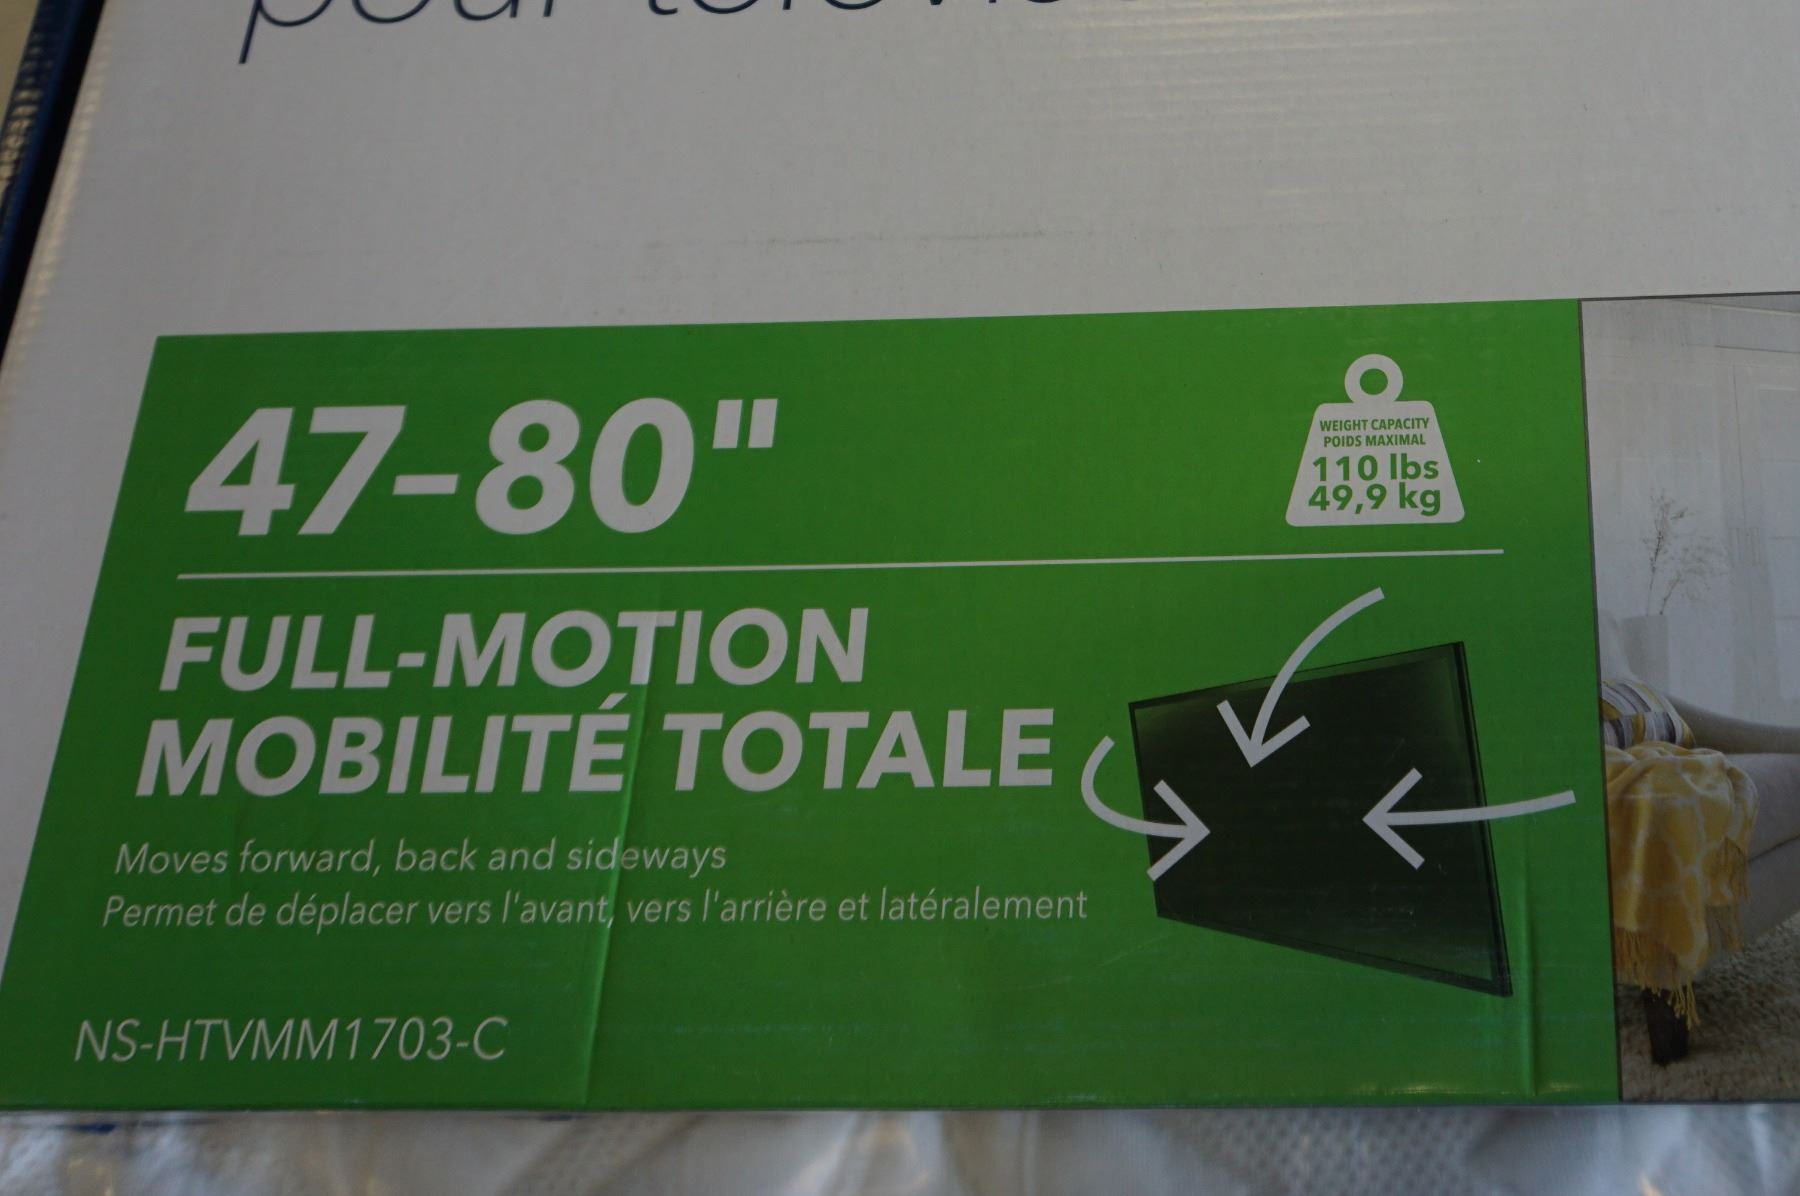 pour
47-80"
WEIGHT CAPACITY
POIDS MAXIMAL
110 lbs
49,9 kg
FULL-MOTION
MOBILITÉ TOTALE
Moves forward, back and sideways
Permet de déplacer vers l'avant, vers l'arrière et latéralement
NS-HTVMM1703-C